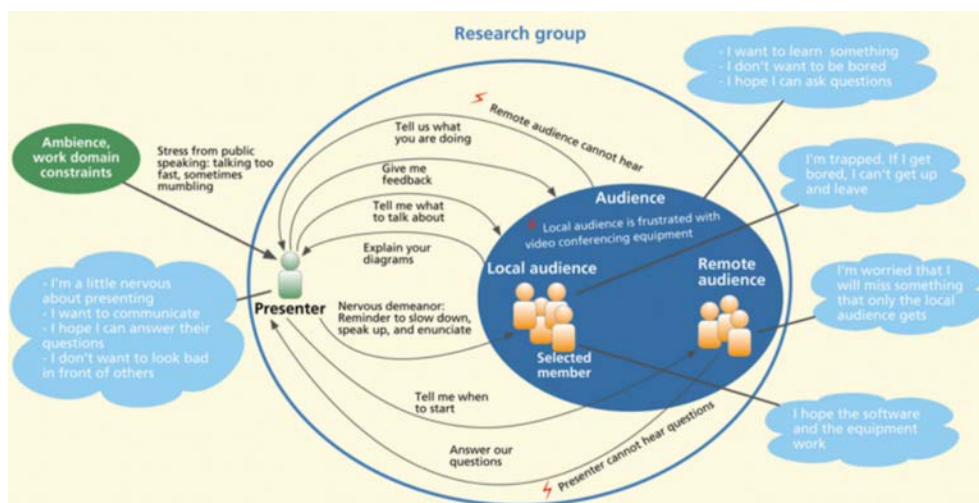 Research group
- I want to learn something
- I don't want to be bored
- I hope I can ask questions
Ambience,
work domain
constraints
Stress from public
speaking: talking too
fast, sometimes
mumbling
Remote audience cannot hear
Tell us what
you are doing
Give me
feedback
Tell me what
to talk about
Explain your
diagrams
I'm trapped. If I get
bored, I can't get up
and leave
Audience
Local audience is frustrated with
video conferencing equipment
Local audience
Remote
audience
Selected
member
I'm worried that I
will miss something
that only the local
audience gets
- I'm a little nervous
about presenting
- I want to communicate
- I hope I can answer their
questions
- I don't want to look bad
in front of others
Presenter
Nervous demeanor:
Reminder to slow down,
speak up, and enunciate
Tell me when
to start
Answer our
questions
Presenter cannot hear questions
I hope the software
and the equipment
work